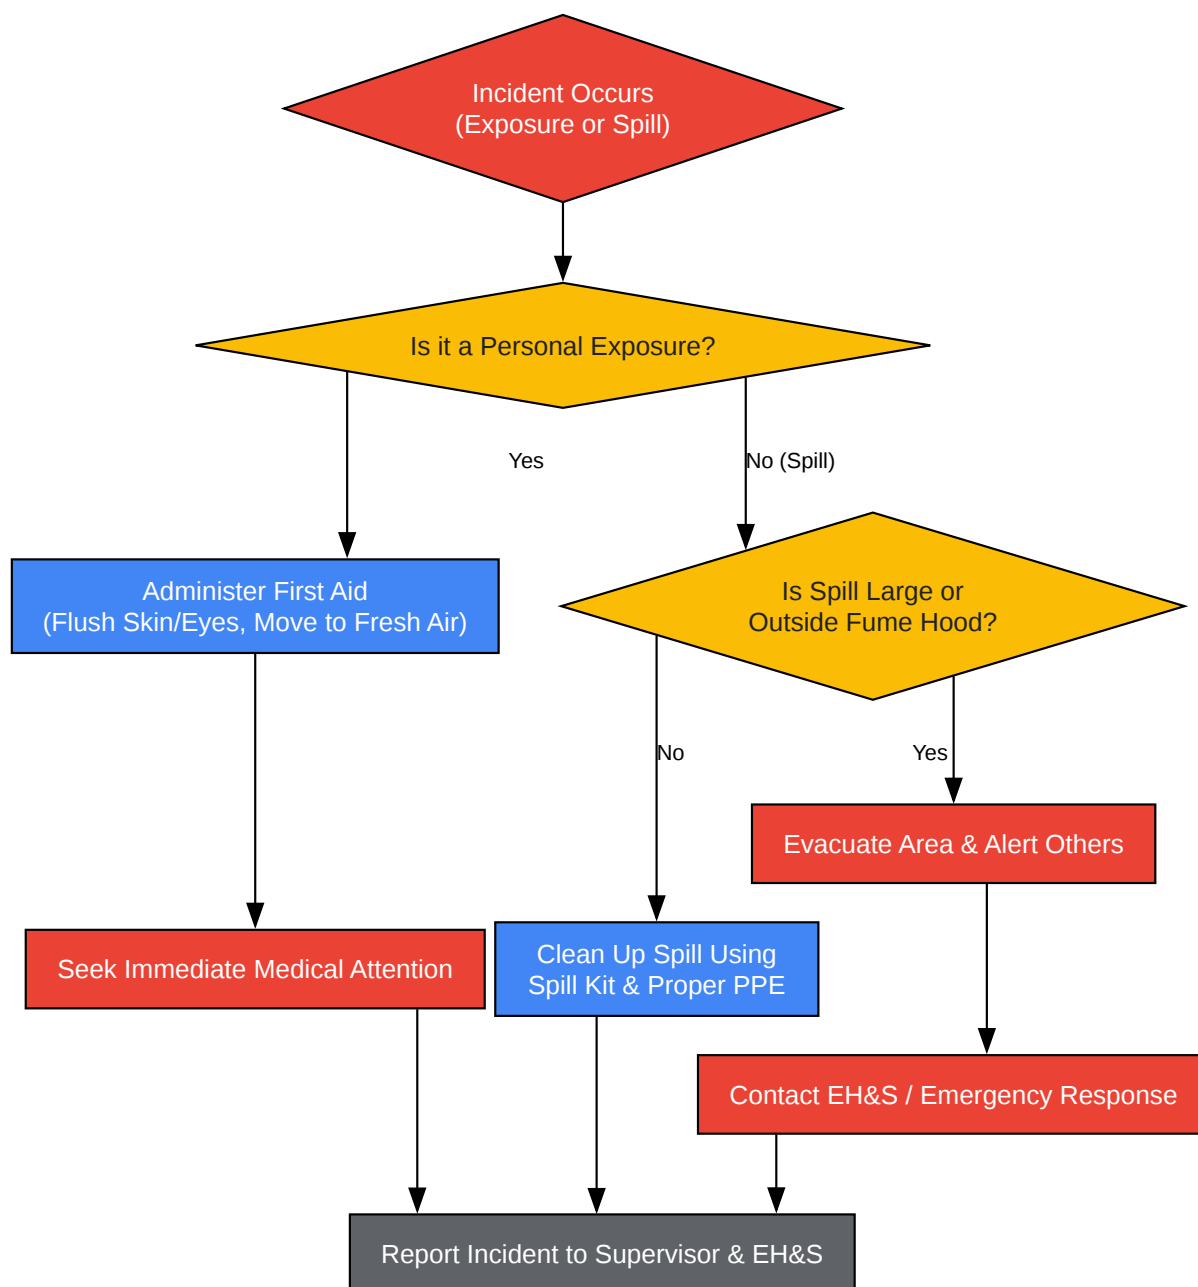 Incident Occurs
(Exposure or Spill)
Is it a Personal Exposure?
Yes
No (Spill)
Administer First Aid
(Flush Skin/Eyes, Move to Fresh Air)
Is Spill Large or
Outside Fume Hood?
No
Yes
Evacuate Area & Alert Others
Seek Immediate Medical Attention
Clean Up Spill Using
Spill Kit & Proper PPE
Contact EH&S / Emergency Response
Report Incident to Supervisor & EH&S